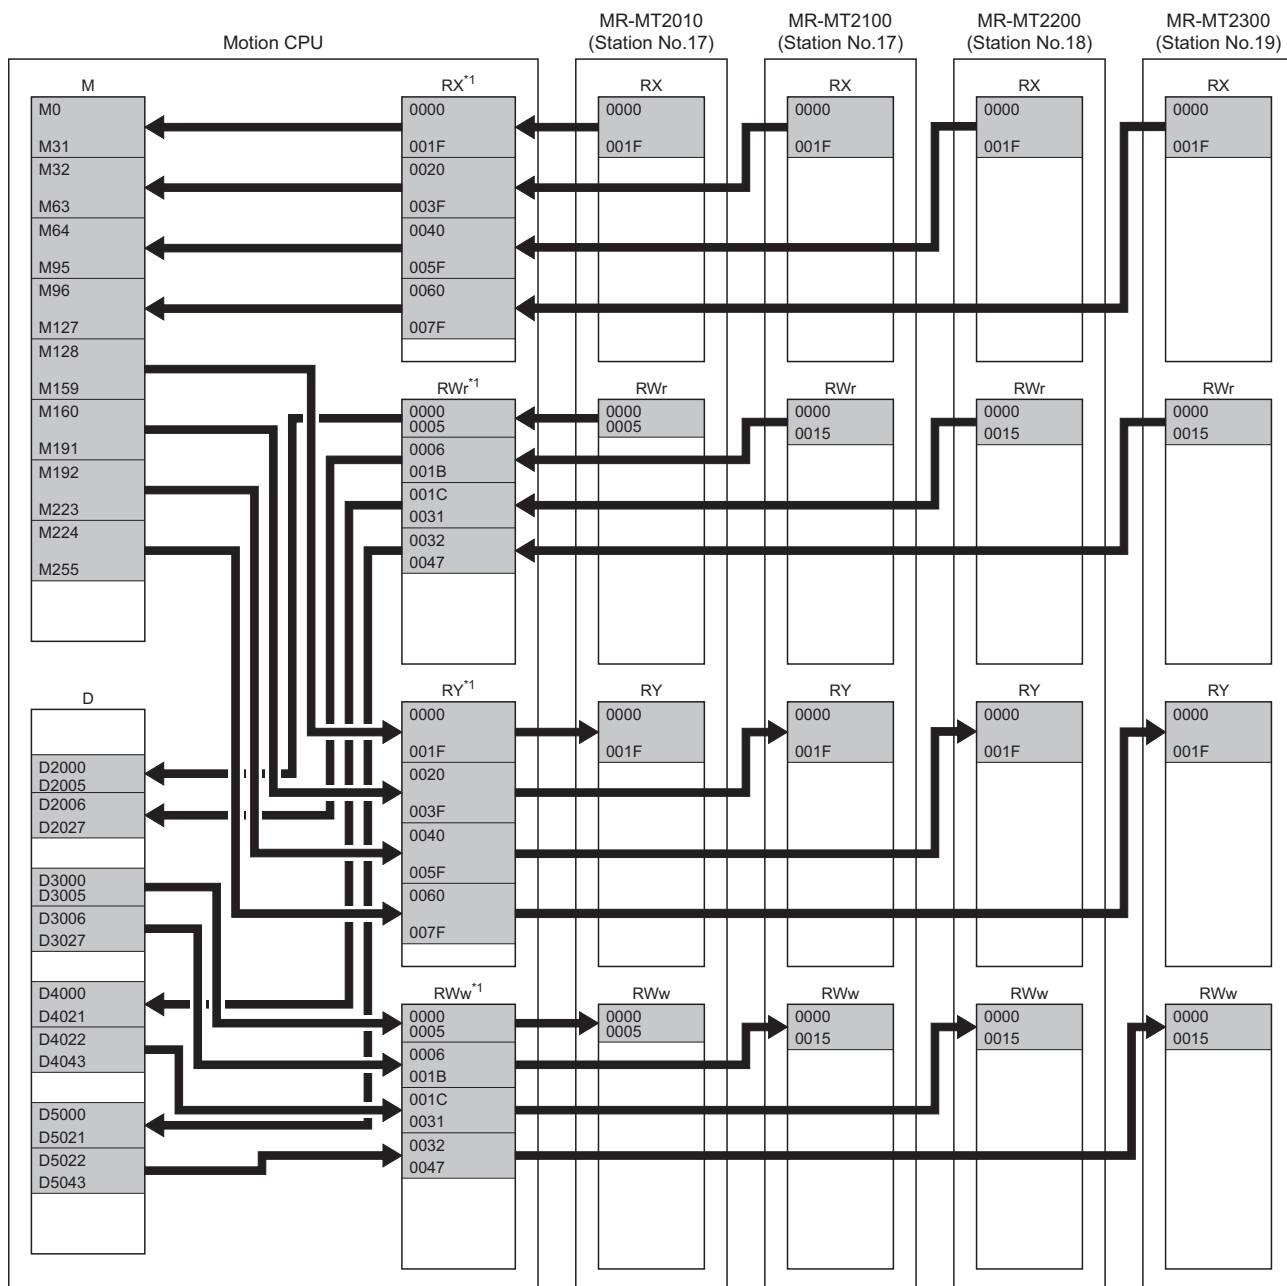 Motion CPU
MR-MT2010
(Station No.17)
MR-MT2100
(Station No.17)
MR-MT2200
(Station No.18)
MR-MT2300
(Station No.19)
M
M0
M31
M32
M63
M64
M95
M96
M127
M128
M159
M160
M191
M192
M223
M224
M255
D
D2000
D2005
D2006
D2027
D3000
D3005
D3006
D3027
D4000
D4021
D4022
D4043
D5000
D5021
D5022
D5043
RX*1
0000
001F
0020
003F
0040
005F
0060
007F
RWr*1
0000
0005
0006
001B
001C
0031
0032
0047
RY*1
0000
001F
0020
003F
0040
005F
0060
007F
RWw*1
0000
0005
0006
001B
001C
0031
0032
0047
RX
0000
001F
RWr
0000
0005
RY
0000
001F
RWw
0000
0005
RX
0000
001F
RWr
0000
0015
RY
0000
001F
RWw
0000
0015
RX
0000
001F
RWr
0000
0015
RY
0000
001F
RWw
0000
0015
RX
0000
001F
RWr
0000
0015
RY
0000
001F
RWw
0000
0015